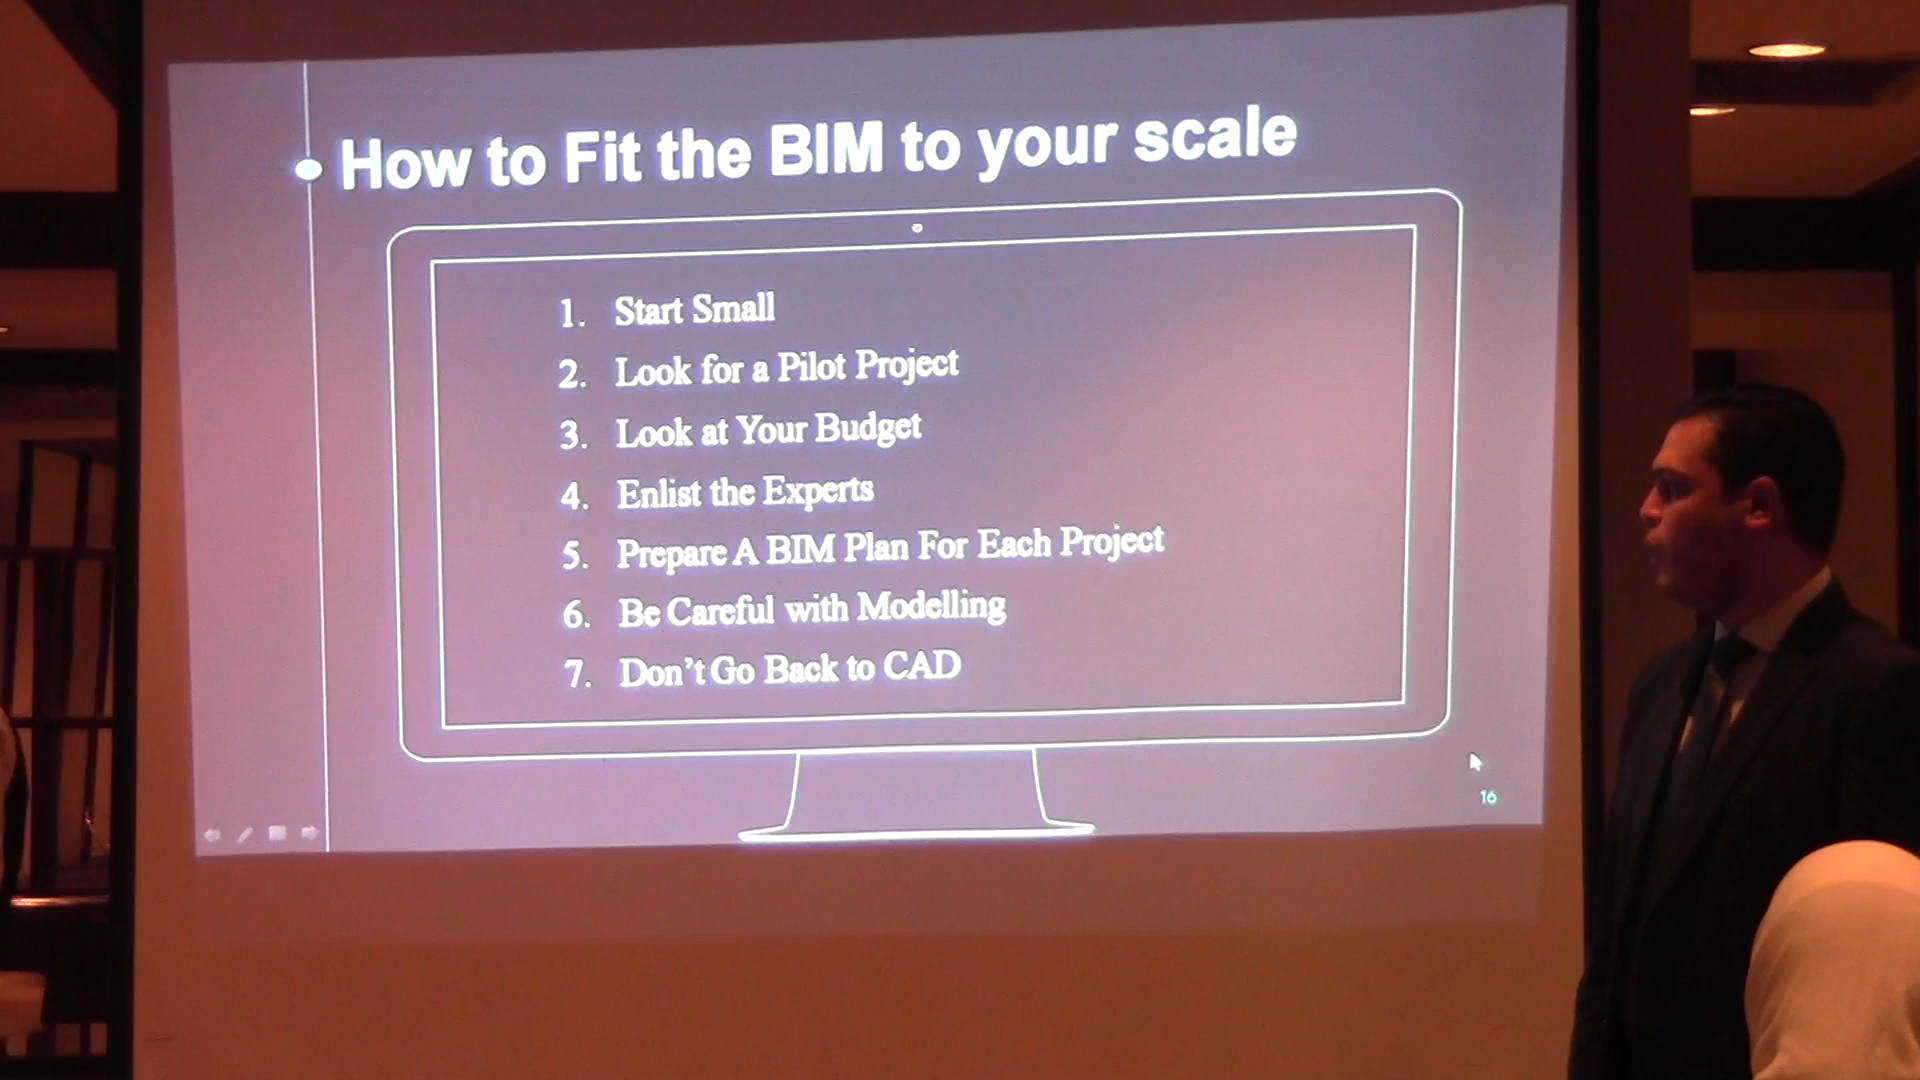 How to Fit the BIM to your scale
1. Start Small
2. Look for a Pilot Project
3. Look at Your Budget
4. Enlist the Experts
5. Prepare A BIM Plan For Each Project
6. Be Careful with Modelling
7. Don't Go Back to CAD
16